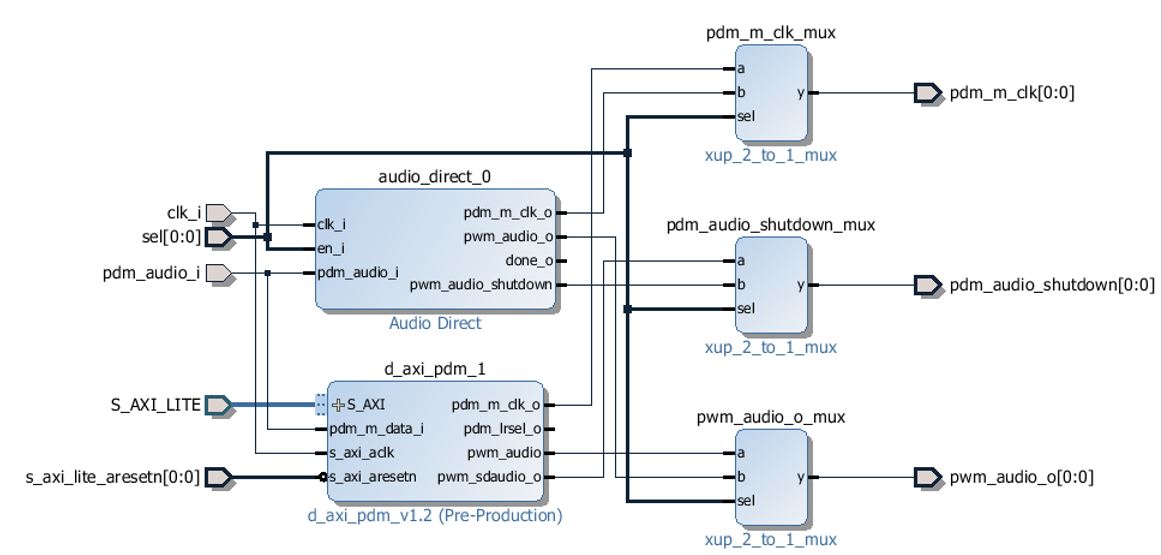 pdm_m_clk_mux
a
b
y
sel
pdm_m_clk[0:0]
xup_2_to_1_mux
audio_direct_0
clk_i
sel[0:0]
pdm_audio_i
clk_i
en_i
pdm_audio_i
pdm_m_clk_o
pwm_audio_o
done_o
pwm_audio_shutdown
Audio Direct
pdm_audio_shutdown_mux
a
b
y
sel
pdm_audio_shutdown[0:0]
xup_2_to_1_mux
d_axi_pdm_1
S_AXI_LITE
s_axi_lite_aresetn[0:0]
S_AXI
pdm_m_data_i
s_axi_aclk
s_axi_aresetn
pdm_m_clk_o
pdm_lrsel_o
pwm_audio
pwm_sdaudio_o
d_axi_pdm_v1.2 (Pre-Production)
pwm_audio_o_mux
a
b
y
sel
pwm_audio_o[0:0]
xup_2_to_1_mux